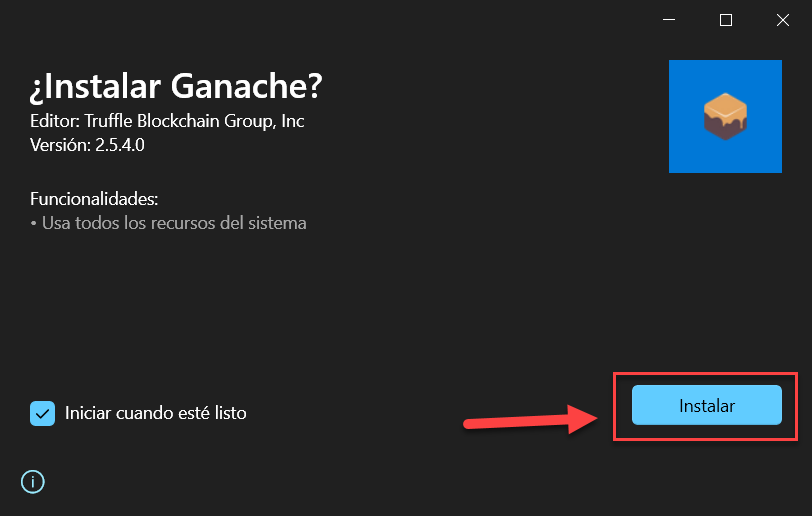 ¿Instalar Ganache?
Editor: Truffle Blockchain Group, Inc
Versión: 2.5.4.0
Funcionalidades:
• Usa todos los recursos del sistema
Iniciar cuando esté listo
Instalar